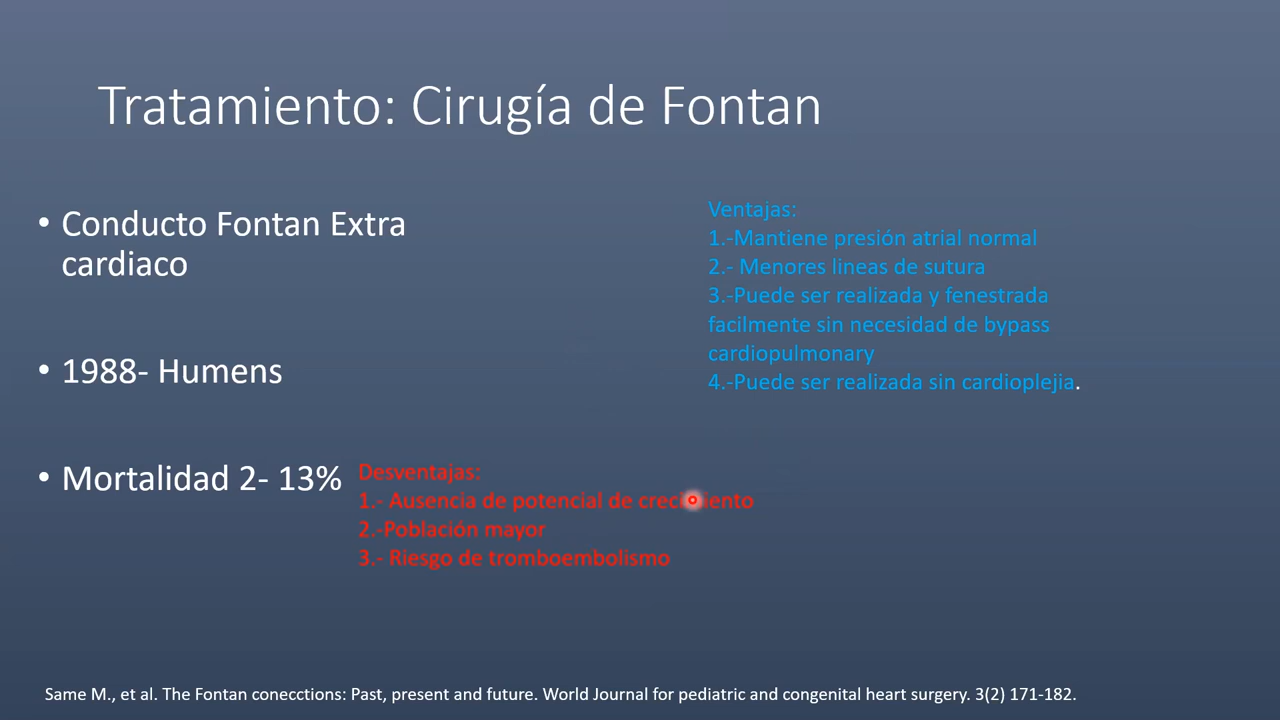 Tratamiento: Cirugía de Fontan
• Conducto Fontan Extra
cardiaco
• 1988- Humens
• Mortalidad 2- 13%
Ventajas:
1.-Mantiene presión atrial normal
2.- Menores lineas de sutura
3.-Puede ser realizada y fenestrada
facilmente sin necesidad de bypass
cardiopulmonary
4.-Puede ser realizada sin cardioplejia.
Desventajas:
1.- Ausencia de potencial de crecimiento
2.-Población mayor
3.- Riesgo de tromboembolismo
Same M., et al. The Fontan conecctions: Past, present and future. World Journal for pediatric and congenital heart surgery. 3(2) 171-182.